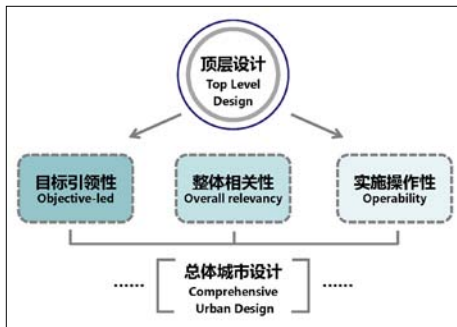 顶层设计
Top Level
Design
目标引领性
Objective-led
整体相关性
Overall relevancy
实施操作性
Operability
总体城市设计
······
Comprehensive
······
Urban Design